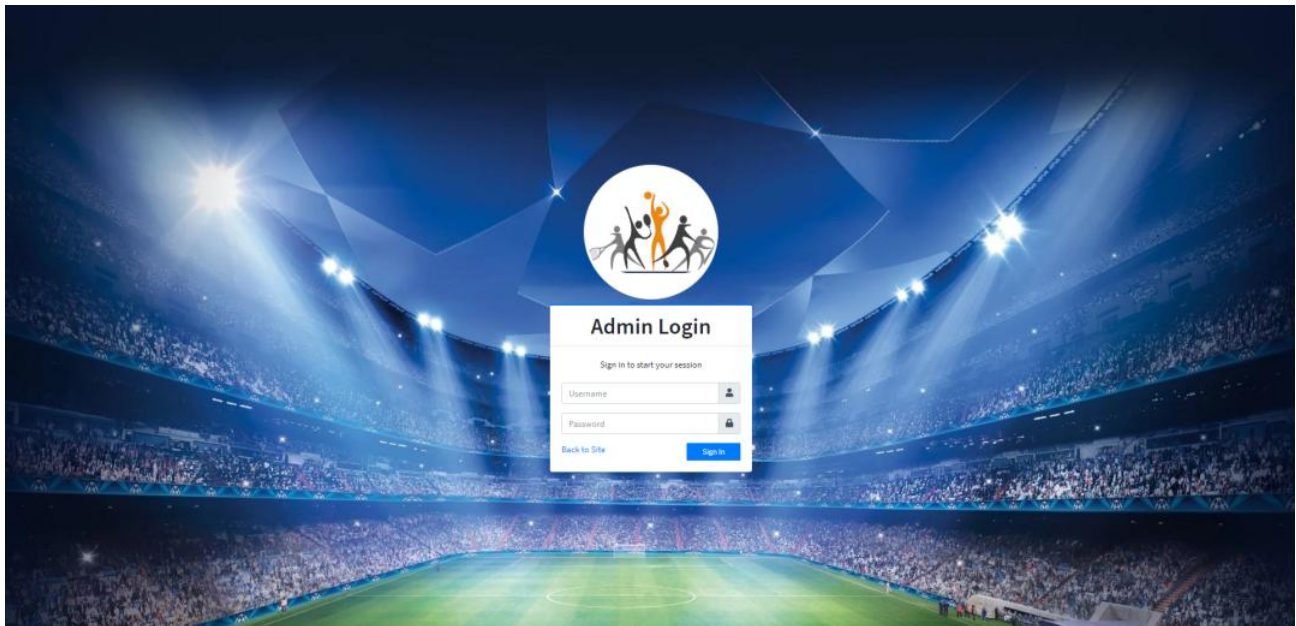 Admin Login
Sign in to start your session
Username
Password
Back to Site
Sign In